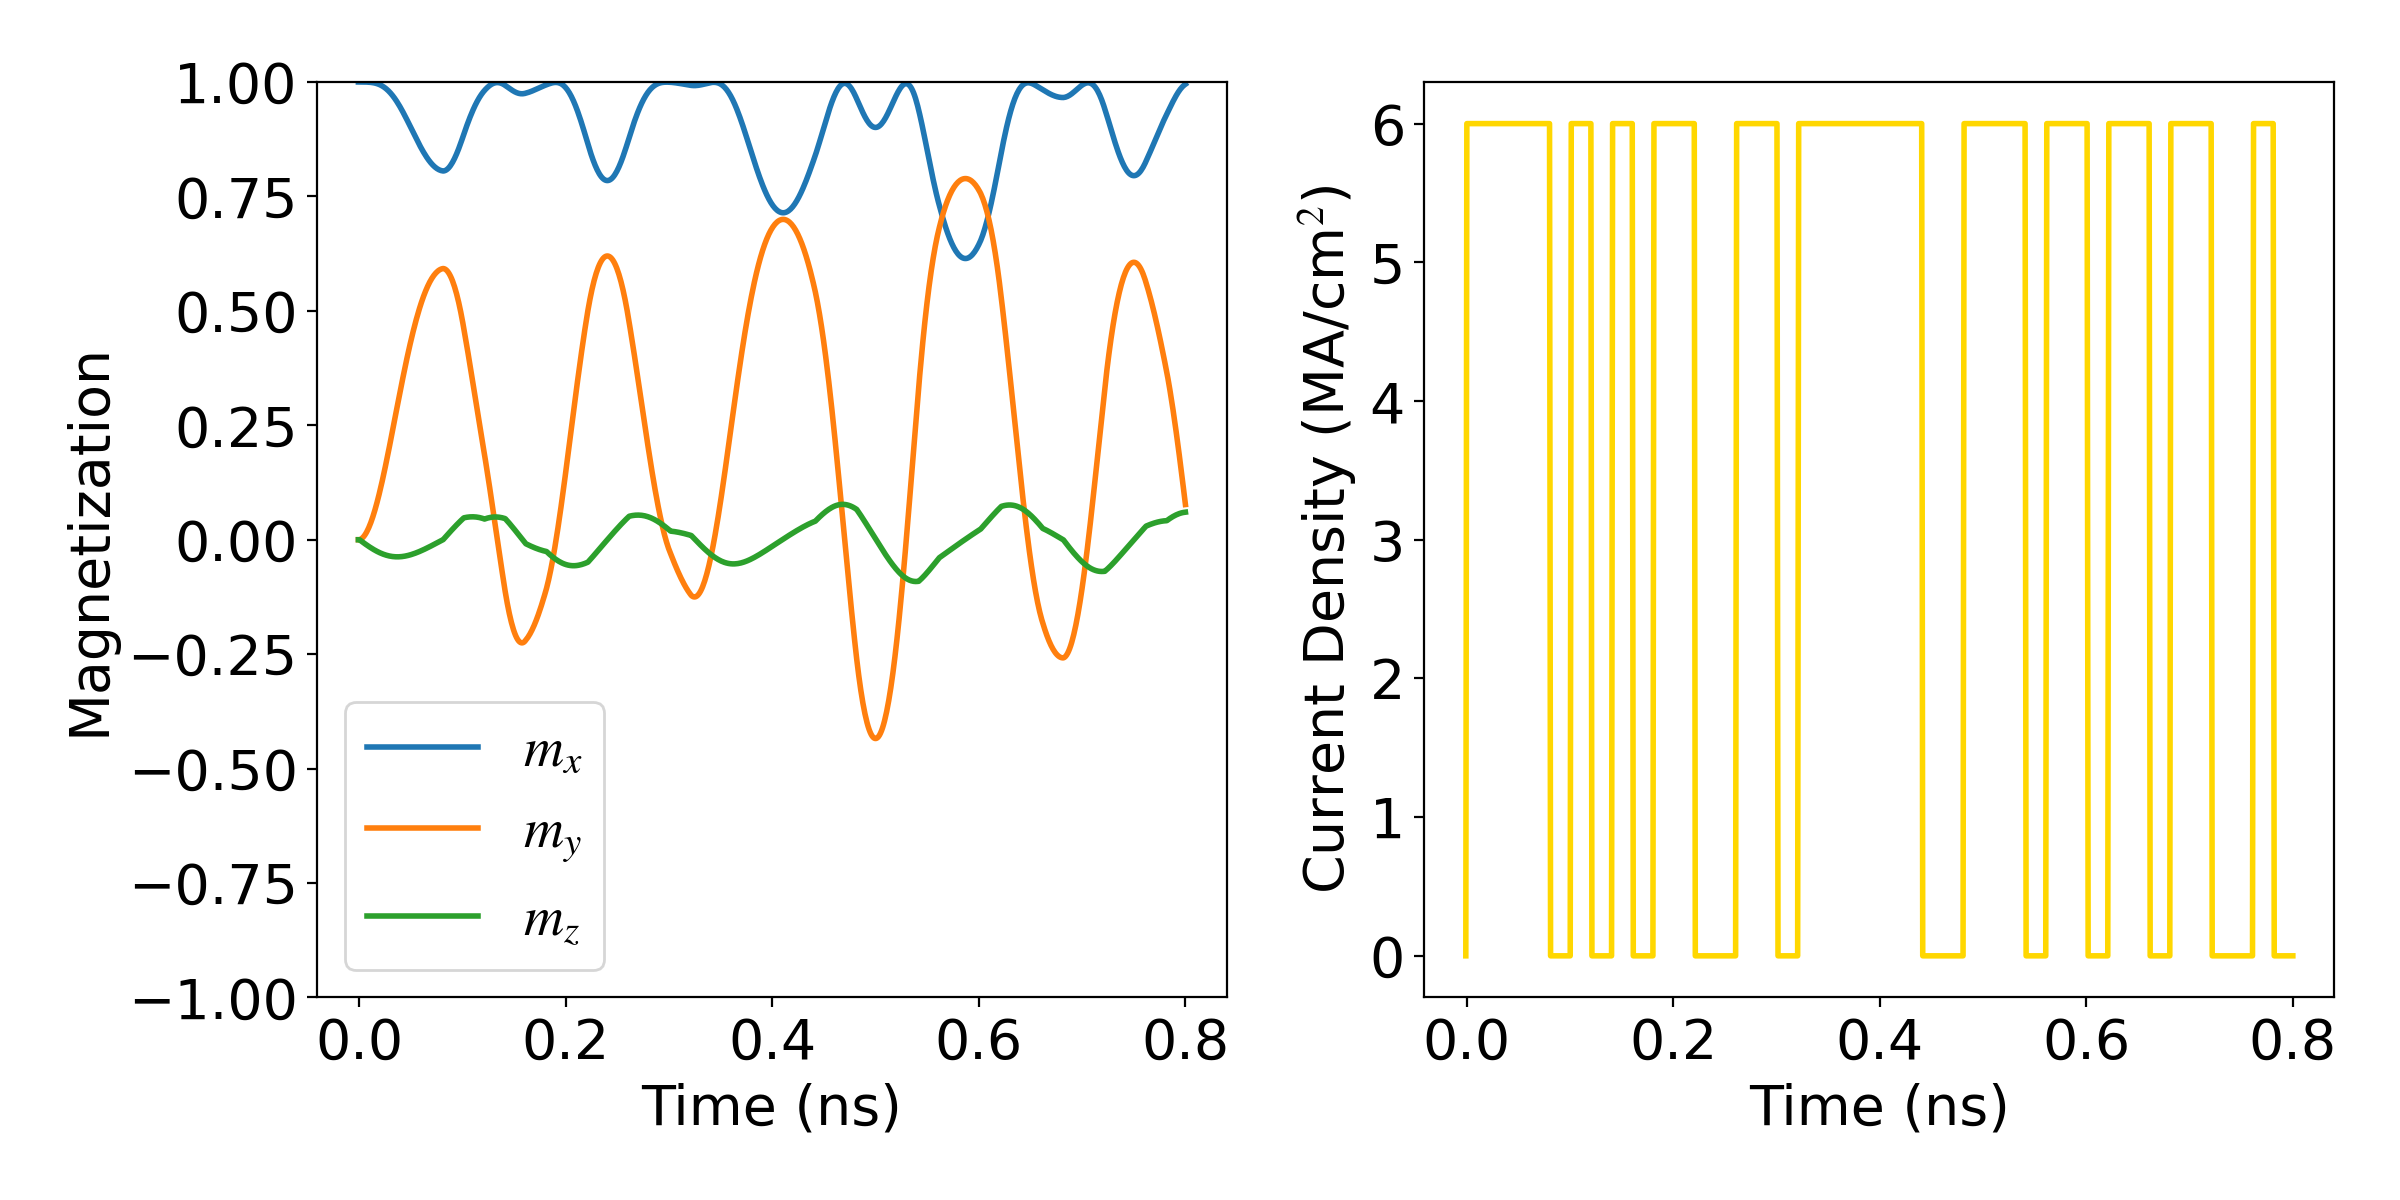 Magnetization
1.00
0.75
0.50
0.25
0.00
−0.25
−0.50
−0.75
−1.00
0.0 0.2 0.4 0.6 0.8
Time (ns)
m_x
m_y
m_z
Current Density (MA/cm²)
6
5
4
3
2
1
0
0.0 0.2 0.4 0.6 0.8
Time (ns)